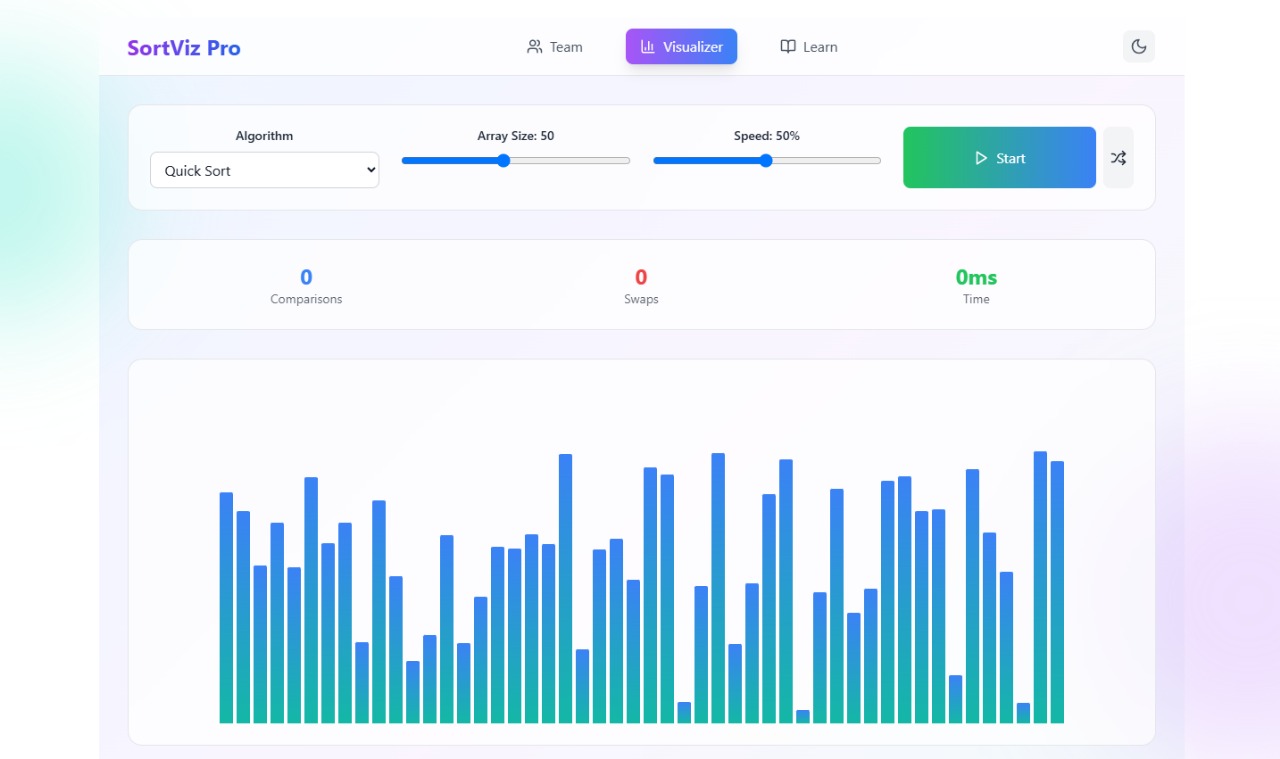 SortViz Pro
Team
Visualizer
Learn
Algorithm
Quick Sort
Array Size: 50
Speed: 50%
Start
0
Comparisons
0
Swaps
0ms
Time